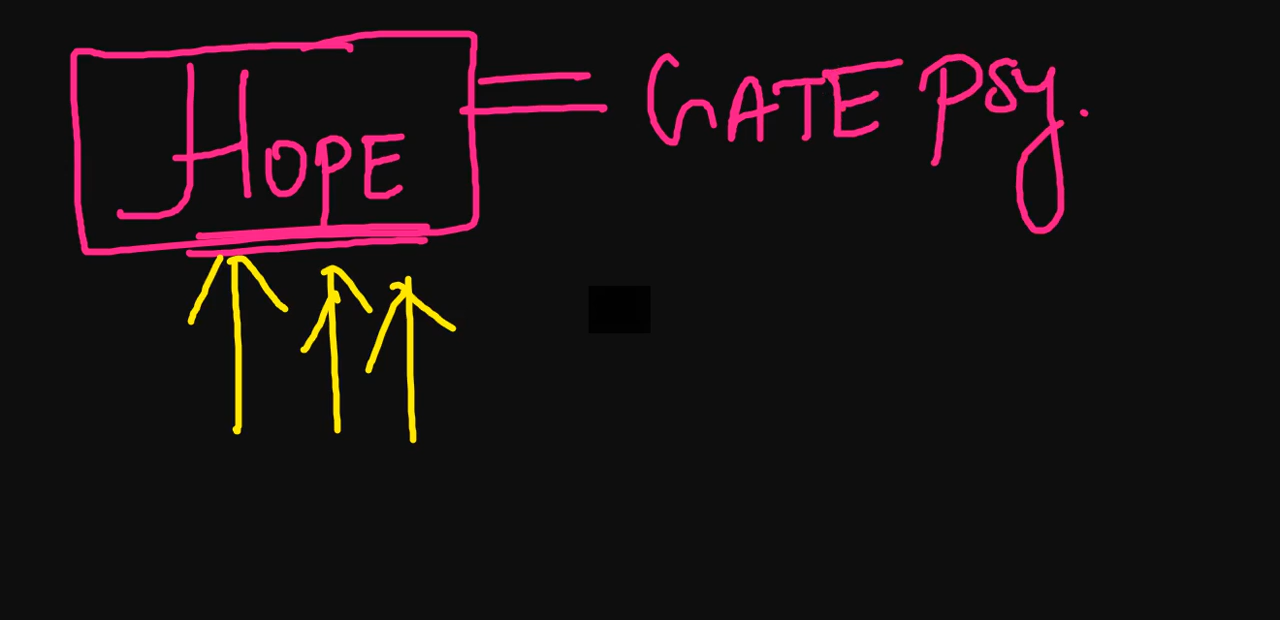 HOPE = GATE PSY.